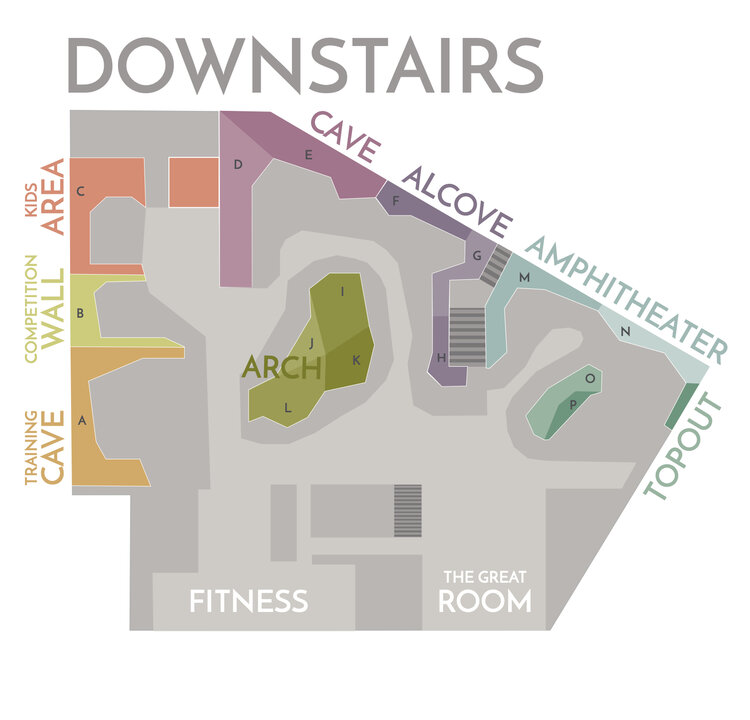 DOWNSTAIRS
CAVE
ALCOVE
AMPHITHEATER
TOPOUT
KIDS
AREA
COMPETITION
WALL
TRAINING
CAVE
ARCH
FITNESS
THE GREAT
ROOM
A
B
C
D
E
F
G
H
I
J
K
L
M
N
O
P